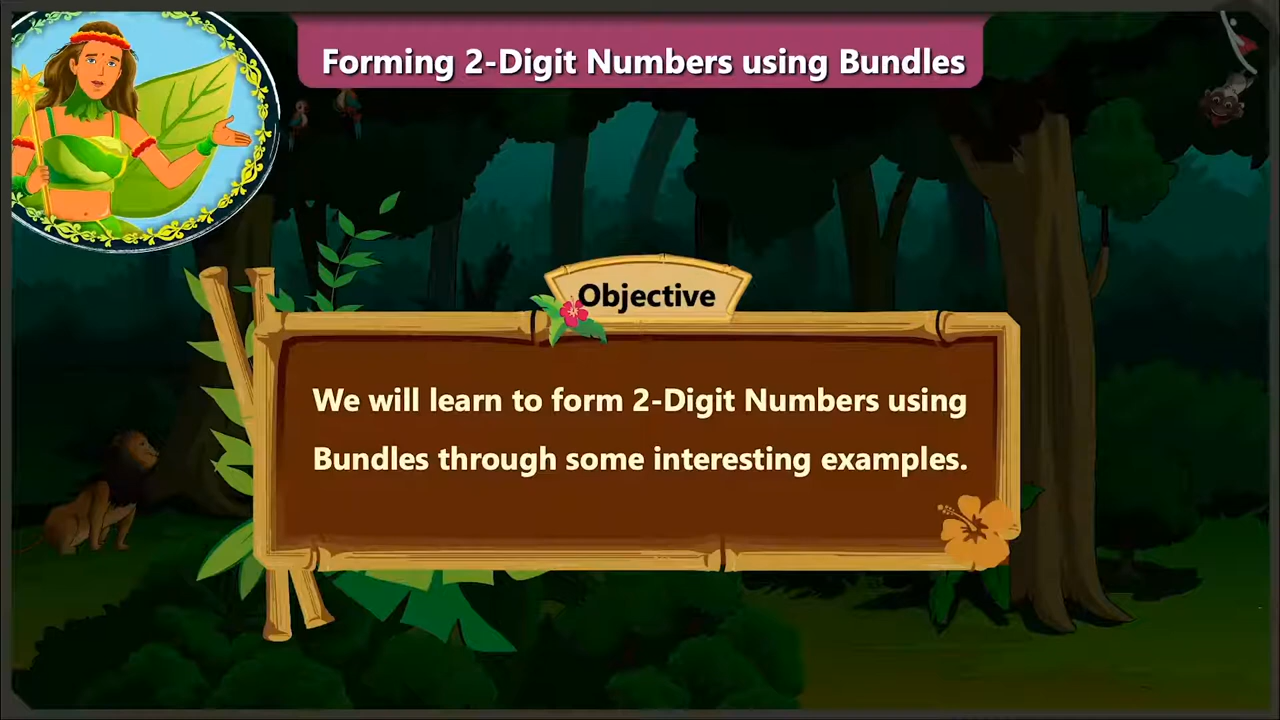 Forming 2-Digit Numbers using Bundles
Objective
We will learn to form 2-Digit Numbers using
Bundles through some interesting examples.